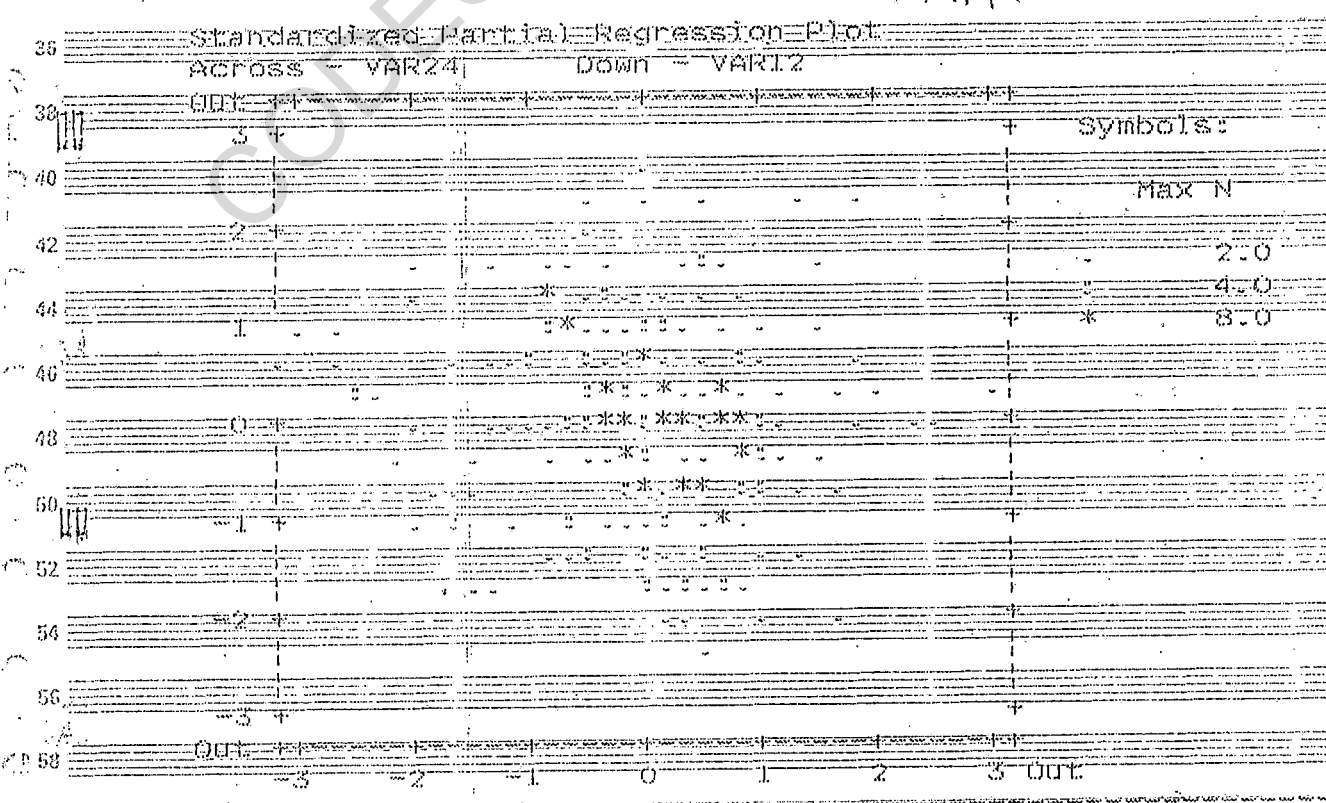 36 Standardized Partial Regression Plot
Across - VAR24 Down - VAR12
Out
38
3 Symbols:
40
Max N
2
42
. 2.0
: 4.0
44
1 * 8.0
46
0
48
50
-1
52
-2
54
56
-3
58 Out
-3 -2 -1 0 1 2 3 Out
CODE